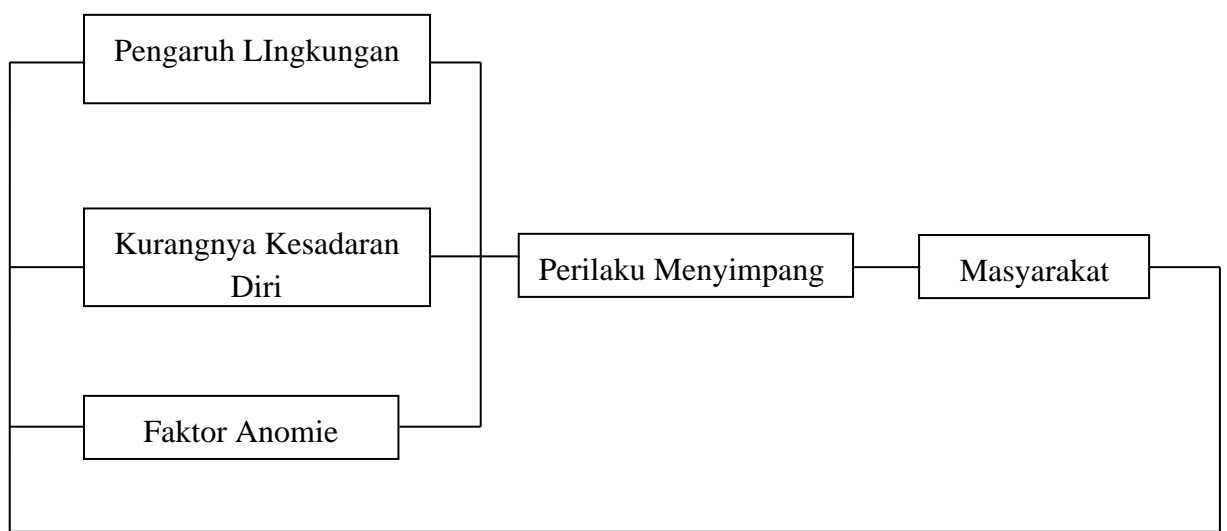 Pengaruh LIngkungan
Kurangnya Kesadaran
Diri
Perilaku Menyimpang
Masyarakat
Faktor Anomie